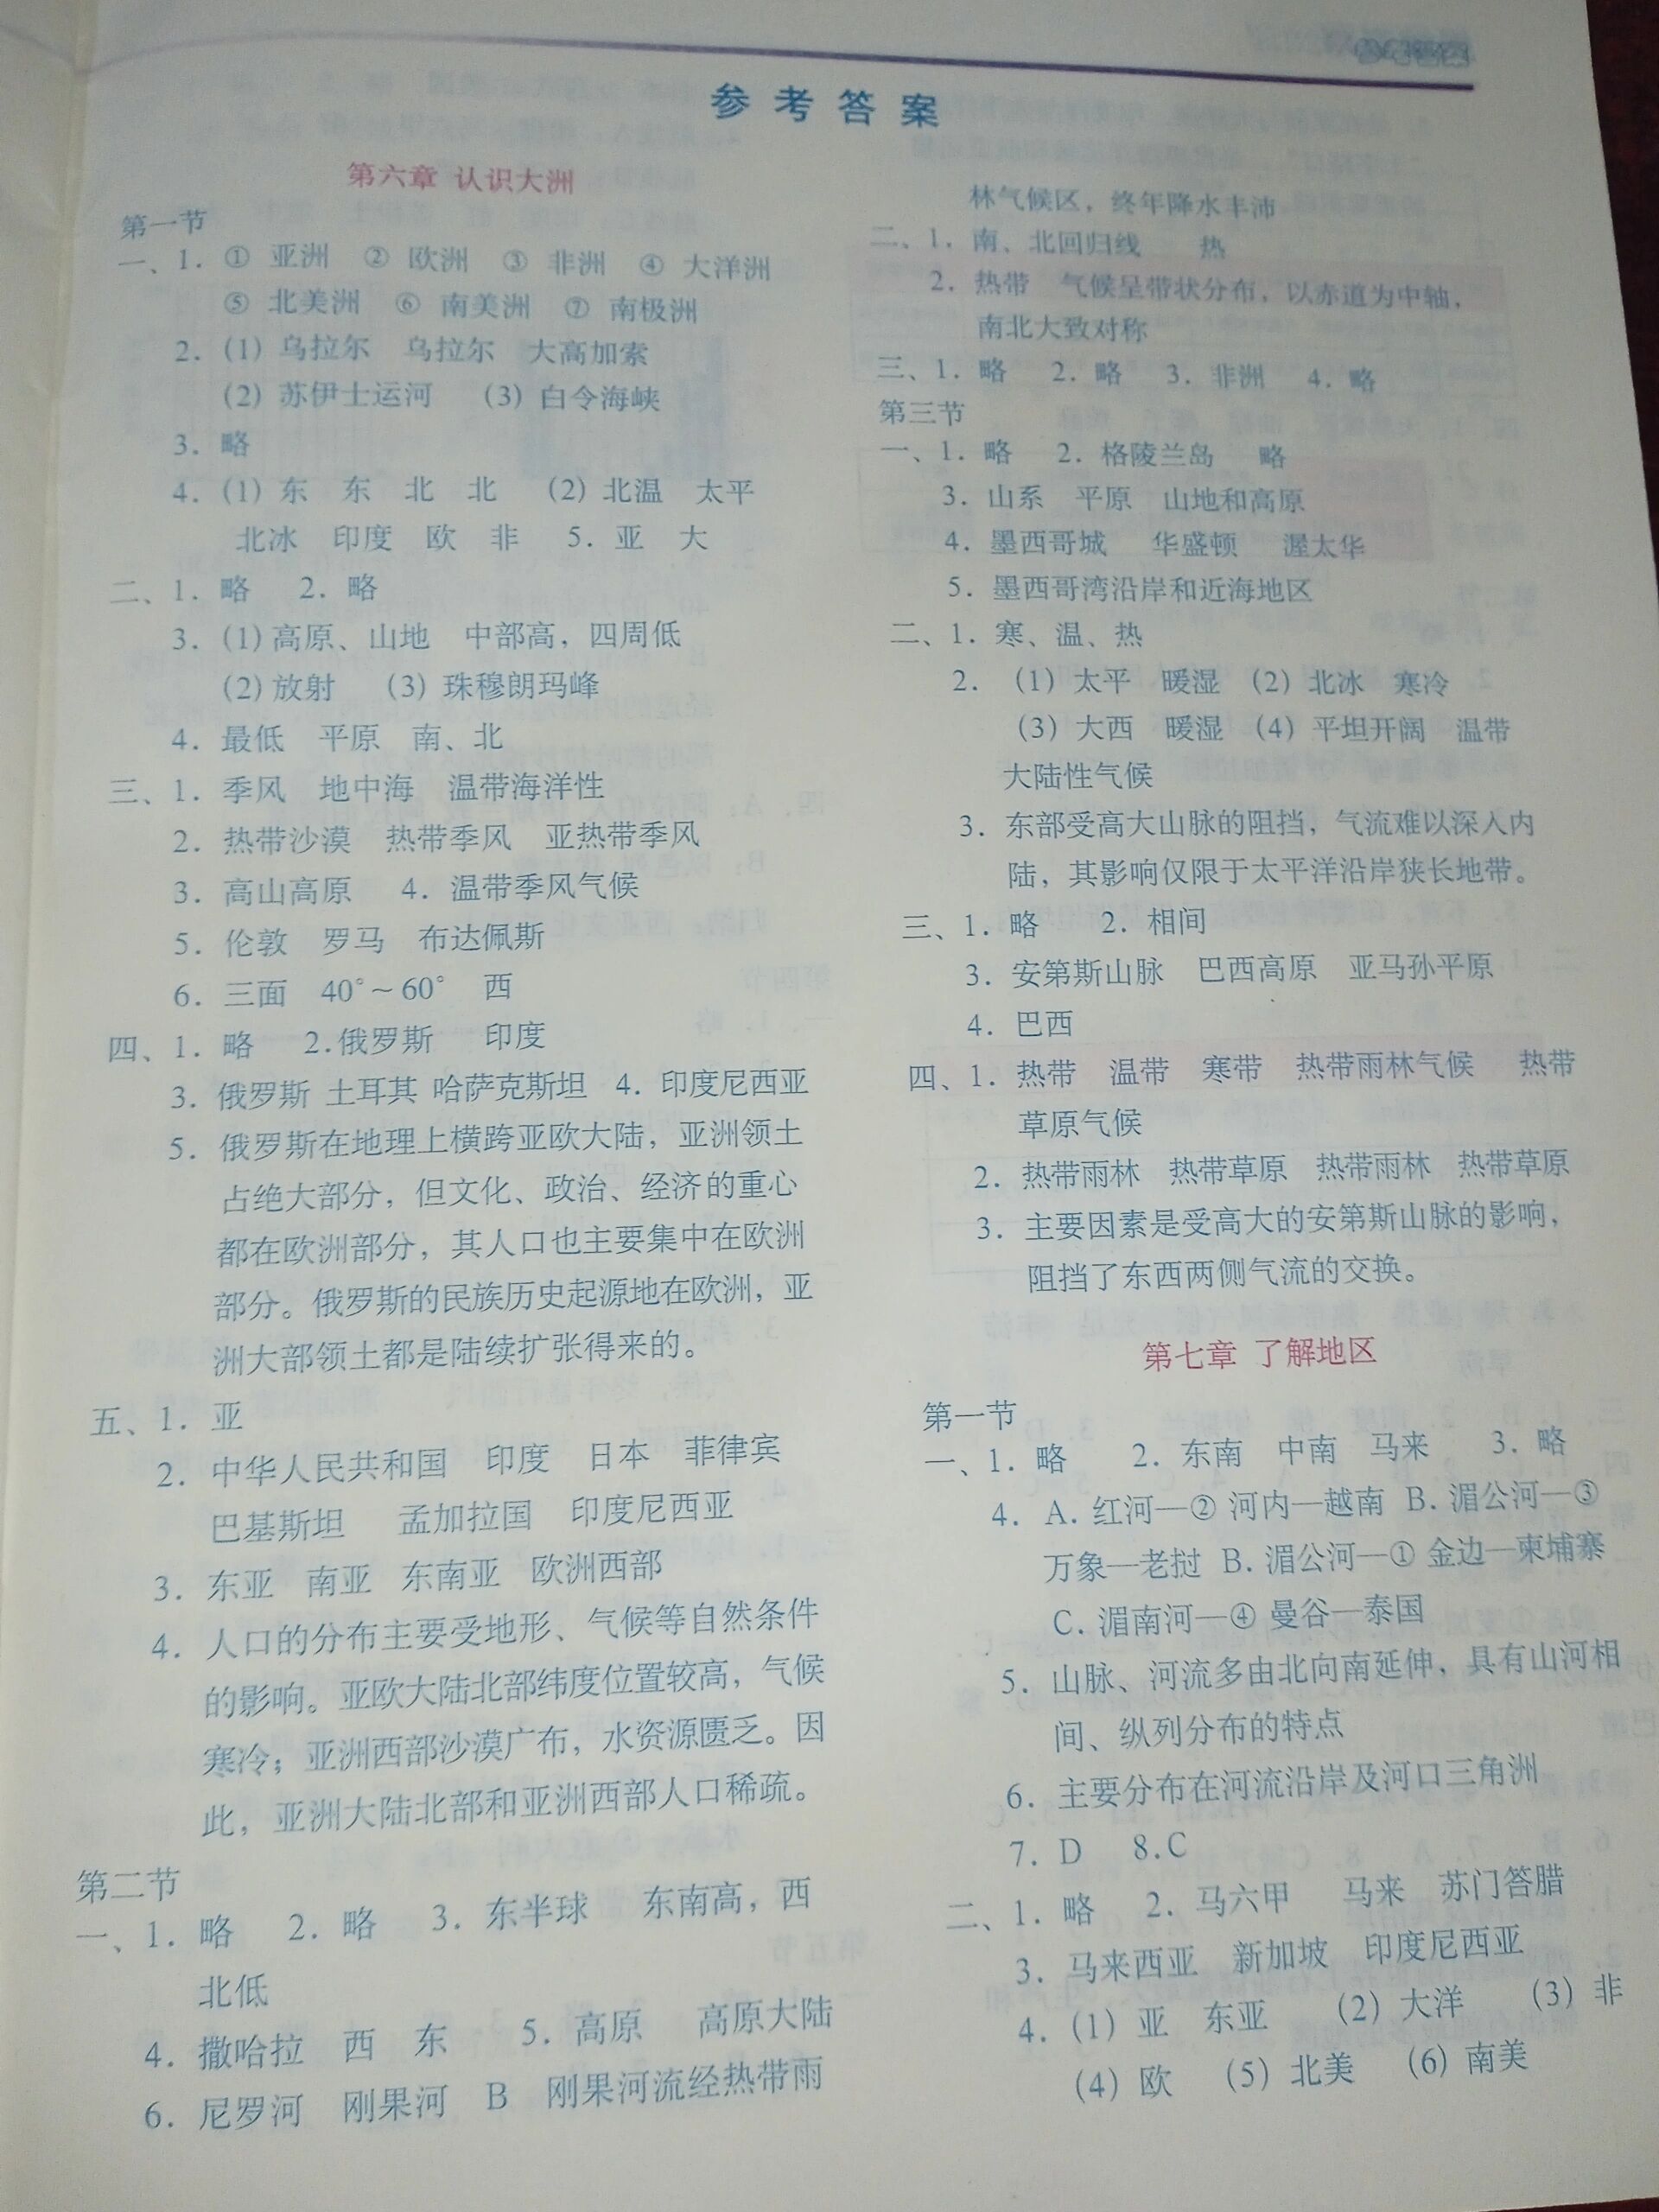 参考答案
第六章 认识大洲
第一节
一、1. ① 亚洲 ② 欧洲 ③ 非洲 ④ 大洋洲
⑤ 北美洲 ⑥ 南美洲 ⑦ 南极洲
2. (1) 乌拉尔 乌拉尔 大高加索
(2) 苏伊士运河 (3) 白令海峡
3. 略
4. (1) 东 东 北 北 (2) 北温 太平
北冰 印度 欧 非 5. 亚 大
二、1. 略 2. 略
3. (1) 高原、山地 中部高，四周低
(2) 放射 (3) 珠穆朗玛峰
4. 最低 平原 南、北
三、1. 季风 地中海 温带海洋性
2. 热带沙漠 热带季风 亚热带季风
3. 高山高原 4. 温带季风气候
5. 伦敦 罗马 布达佩斯
6. 三面 40°～60° 西
四、1. 略 2.俄罗斯 印度
3. 俄罗斯 土耳其 哈萨克斯坦 4. 印度尼西亚
5. 俄罗斯在地理上横跨亚欧大陆，亚洲领土
占绝大部分，但文化、政治、经济的重心
都在欧洲部分，其人口也主要集中在欧洲
部分。俄罗斯的民族历史起源地在欧洲，亚
洲大部领土都是陆续扩张得来的。
五、1. 亚
2. 中华人民共和国 印度 日本 菲律宾
巴基斯坦 孟加拉国 印度尼西亚
3. 东亚 南亚 东南亚 欧洲西部
4. 人口的分布主要受地形、气候等自然条件
的影响。亚欧大陆北部纬度位置较高，气候
寒冷；亚洲西部沙漠广布，水资源匮乏。因
此，亚洲大陆北部和亚洲西部人口稀疏。
第二节
一、1. 略 2. 略 3. 东半球 东南高，西
北低
4. 撒哈拉 西 东 5. 高原 高原大陆
6. 尼罗河 刚果河 B 刚果河流经热带雨
林气候区，终年降水丰沛
二、1. 南、北回归线 热
2. 热带 气候呈带状分布，以赤道为中轴，
南北大致对称
三、1. 略 2. 略 3. 非洲 4. 略
第三节
一、1. 略 2. 格陵兰岛 略
3. 山系 平原 山地和高原
4. 墨西哥城 华盛顿 渥太华
5. 墨西哥湾沿岸和近海地区
二、1. 寒、温、热
2. (1) 太平 暖湿 (2) 北冰 寒冷
(3) 大西 暖湿 (4) 平坦开阔 温带
大陆性气候
3. 东部受高大山脉的阻挡，气流难以深入内
陆，其影响仅限于太平洋沿岸狭长地带。
三、1. 略 2. 相间
3. 安第斯山脉 巴西高原 亚马孙平原
4. 巴西
四、1. 热带 温带 寒带 热带雨林气候 热带
草原气候
2. 热带雨林 热带草原 热带雨林 热带草原
3. 主要因素是受高大的安第斯山脉的影响，
阻挡了东西两侧气流的交换。
第七章 了解地区
第一节
一、1. 略 2. 东南 中南 马来 3. 略
4. A. 红河—② 河内—越南 B. 湄公河—③
万象—老挝 B. 湄公河—① 金边—柬埔寨
C. 湄南河—④ 曼谷—泰国
5. 山脉、河流多由北向南延伸，具有山河相
间、纵列分布的特点
6. 主要分布在河流沿岸及河口三角洲
7. D 8.C
二、1. 略 2. 马六甲 马来 苏门答腊
3. 马来西亚 新加坡 印度尼西亚
4. (1) 亚 东亚 (2) 大洋 (3) 非
(4) 欧 (5) 北美 (6) 南美